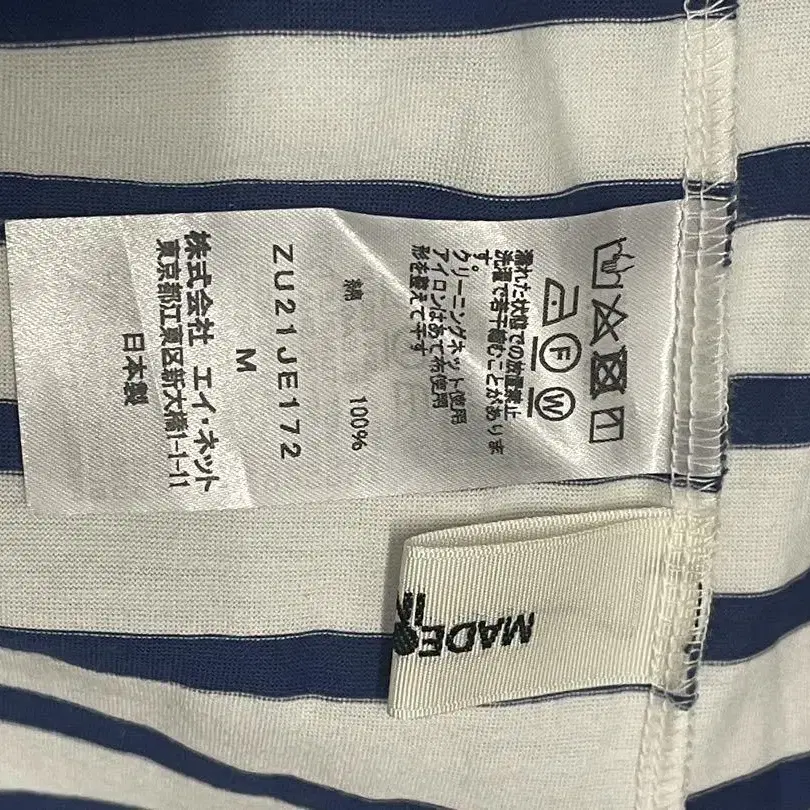 F W
濡れた状態での放置禁止
洗濯で若干縮むことがありま
す。
クリーニングネット使用
アイロンはあて布使用
形を整えて干す
綿 100%
ZU21JE172
M
株式会社 エイ・ネット
東京都江東区新大橋1-1-11
日本製
MADE
IN